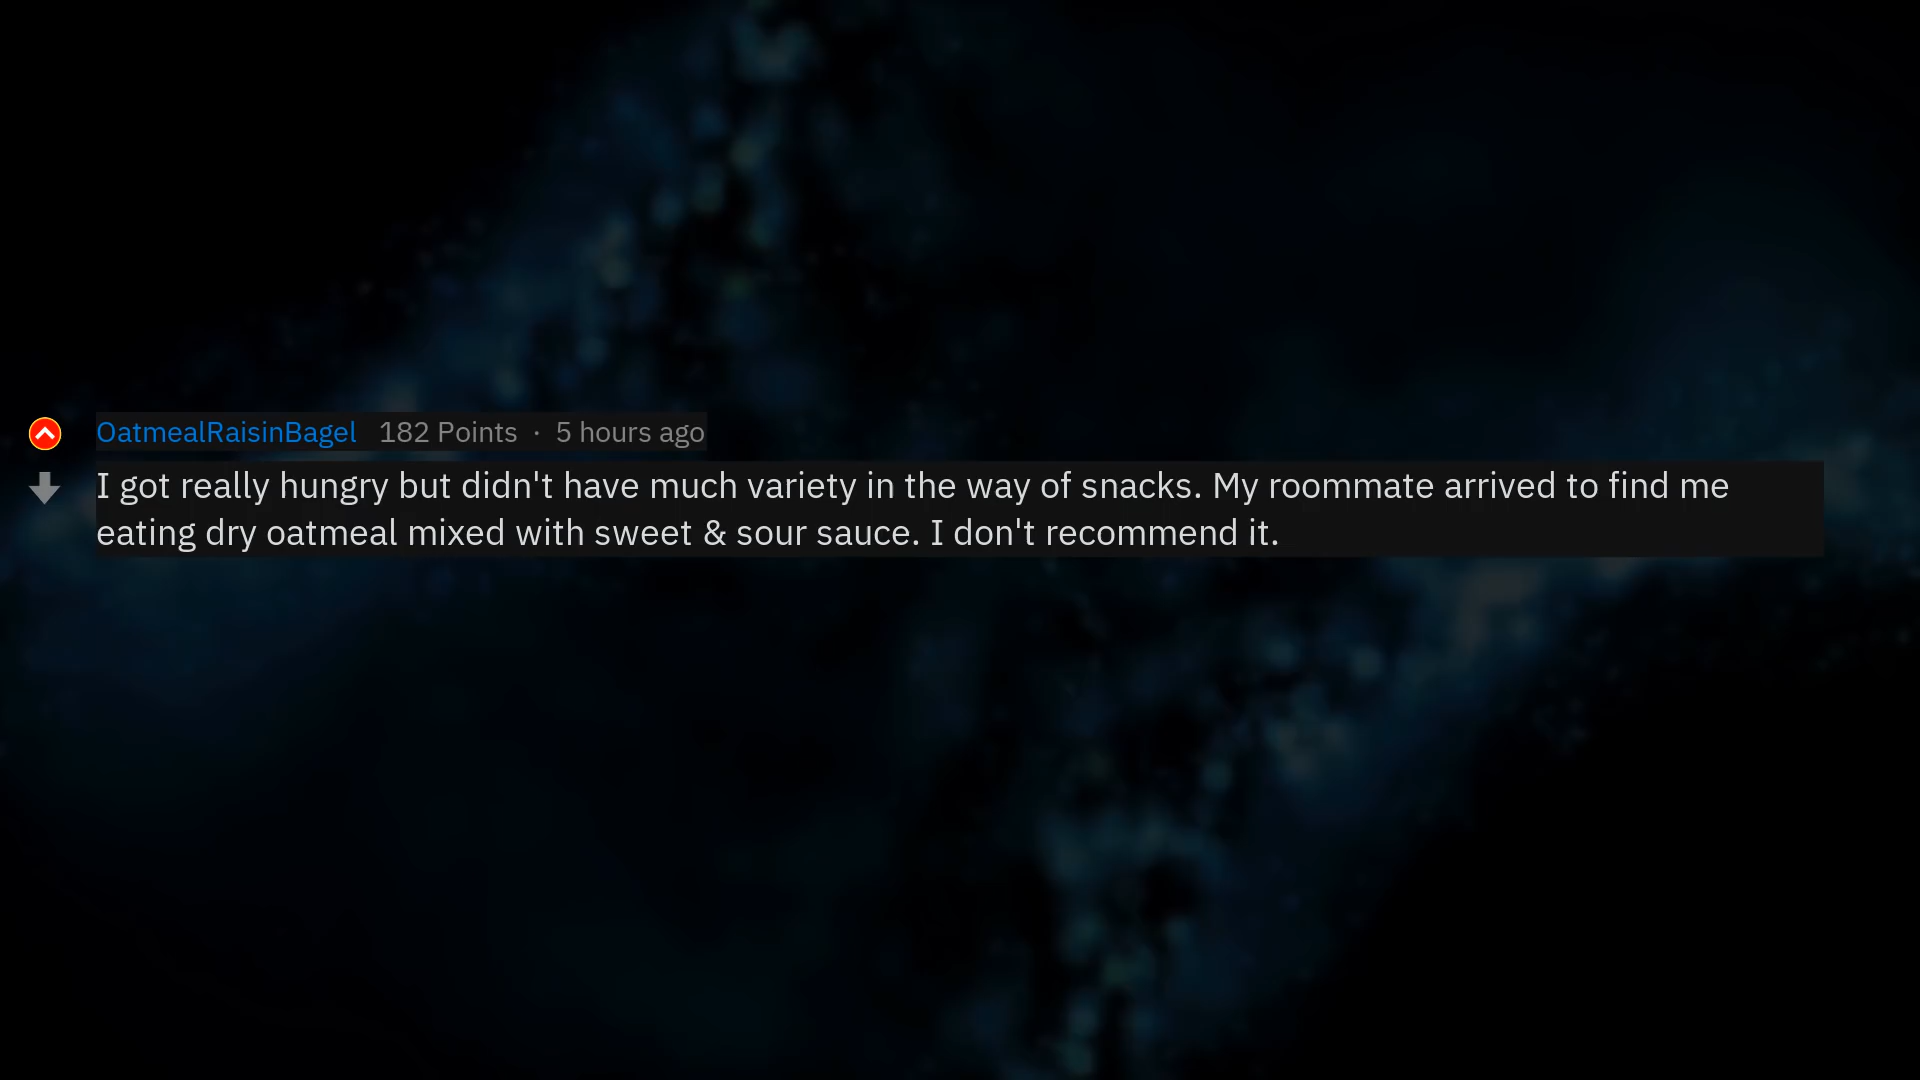 OatmealRaisinBagel 182 Points · 5 hours ago
I got really hungry but didn't have much variety in the way of snacks. My roommate arrived to find me
eating dry oatmeal mixed with sweet & sour sauce. I don't recommend it.